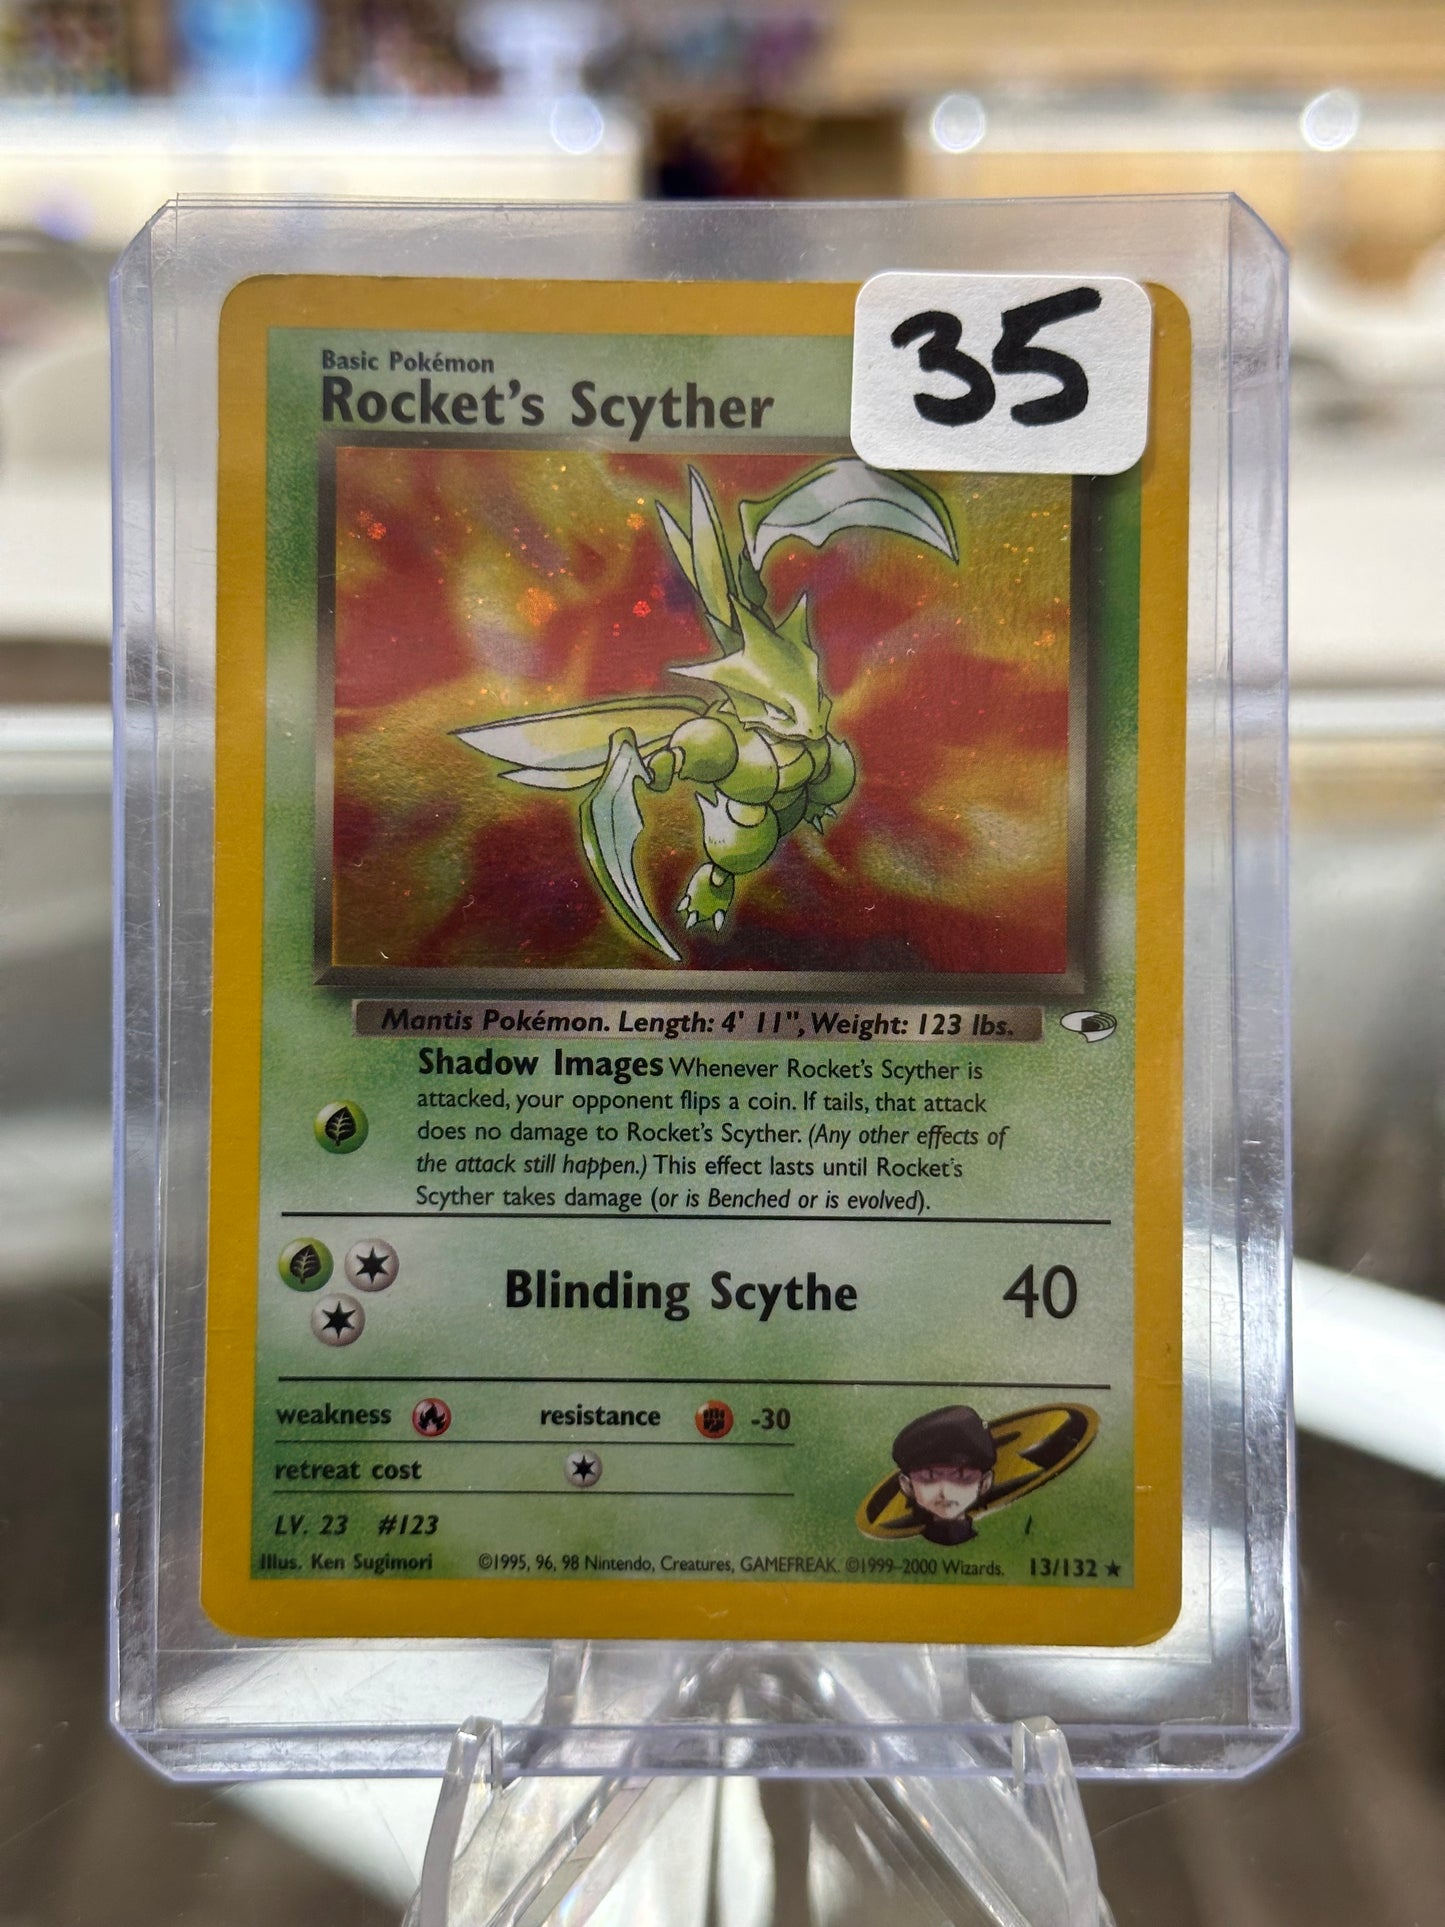 35
Basic Pokémon
Rocket's Scyther
Mantis Pokémon. Length: 4' 11", Weight: 123 lbs.
Shadow Images Whenever Rocket's Scyther is
attacked, your opponent flips a coin. If tails, that attack
does no damage to Rocket's Scyther. (Any other effects of
the attack still happen.) This effect lasts until Rocket's
Scyther takes damage (or is Benched or is evolved).
Blinding Scythe 40
weakness resistance -30
retreat cost
LV. 23 #123
Illus. Ken Sugimori ©1995, 96, 98 Nintendo, Creatures, GAMEFREAK. ©1999–2000 Wizards. 13/132 ★